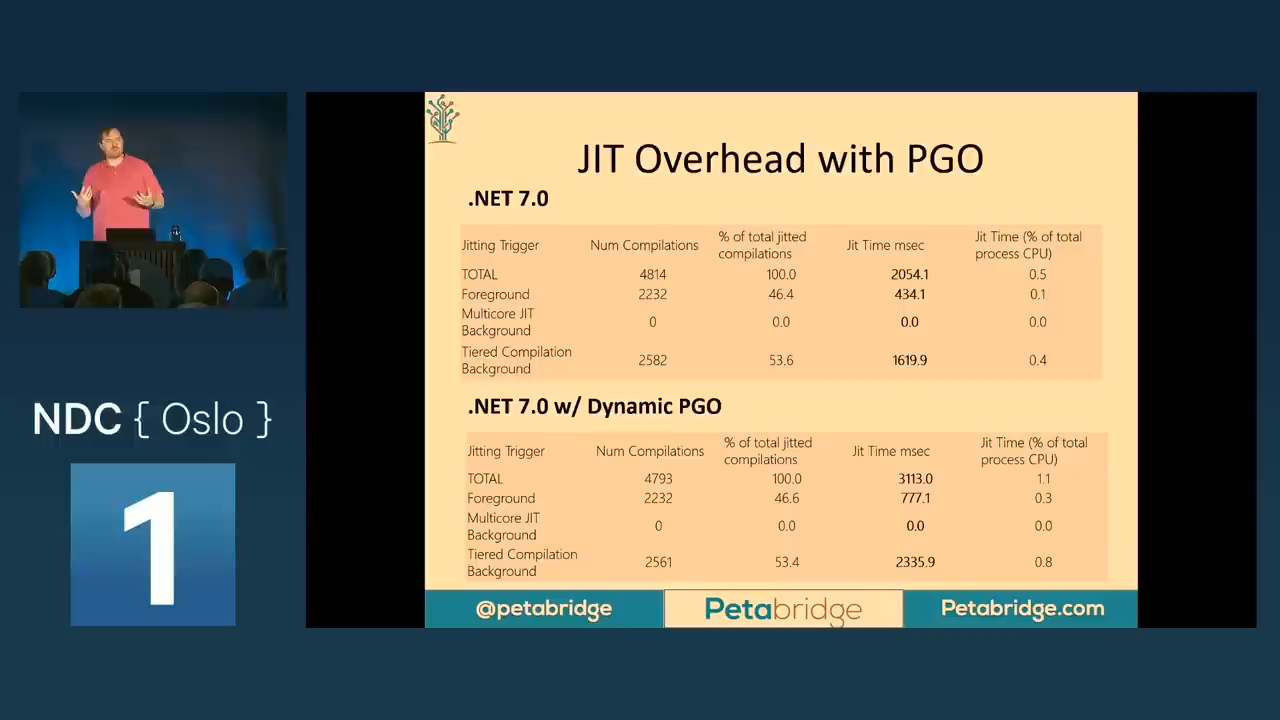 JIT Overhead with PGO
.NET 7.0
Jitting Trigger Num Compilations % of total jitted compilations Jit Time msec Jit Time (% of total process CPU)
TOTAL 4814 100.0 2054.1 0.5
Foreground 2232 46.4 434.1 0.1
Multicore JIT Background 0 0.0 0.0 0.0
Tiered Compilation Background 2582 53.6 1619.9 0.4
.NET 7.0 w/ Dynamic PGO
Jitting Trigger Num Compilations % of total jitted compilations Jit Time msec Jit Time (% of total process CPU)
TOTAL 4793 100.0 3113.0 1.1
Foreground 2232 46.6 777.1 0.3
Multicore JIT Background 0 0.0 0.0 0.0
Tiered Compilation Background 2561 53.4 2335.9 0.8
@petabridge Petabridge Petabridge.com
NDC { Oslo }
1